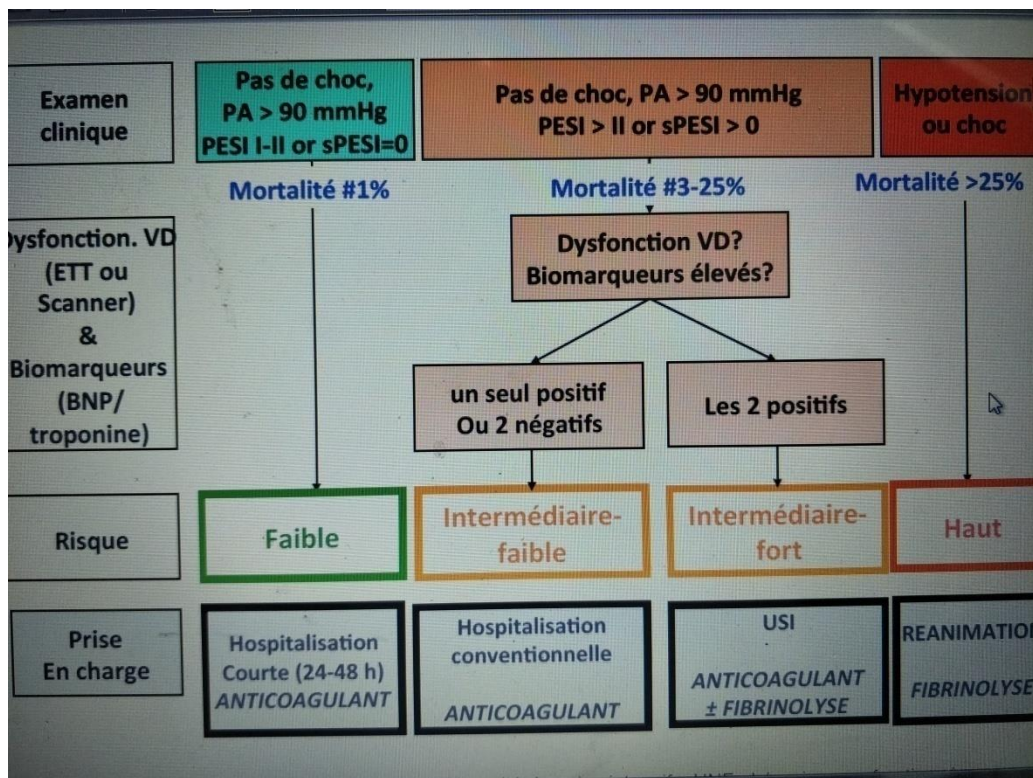 Examen
clinique
Pas de choc,
PA > 90 mmHg
PESI I-II or sPESI=0
Pas de choc, PA > 90 mmHg
PESI > II or sPESI > 0
Hypotension
ou choc
Mortalité #1%
Mortalité #3-25%
Mortalité >25%
Dysfonction. VD
(ETT ou
Scanner)
&
Biomarqueurs
(BNP/
troponine)
Dysfonction VD?
Biomarqueurs élevés?
un seul positif
Ou 2 négatifs
Les 2 positifs
Risque
Faible
Intermédiaire-
faible
Intermédiaire-
fort
Haut
Prise
En charge
Hospitalisation
Courte (24-48 h)
ANTICOAGULANT
Hospitalisation
conventionnelle
ANTICOAGULANT
USI
ANTICOAGULANT
± FIBRINOLYSE
REANIMATION
FIBRINOLYSE